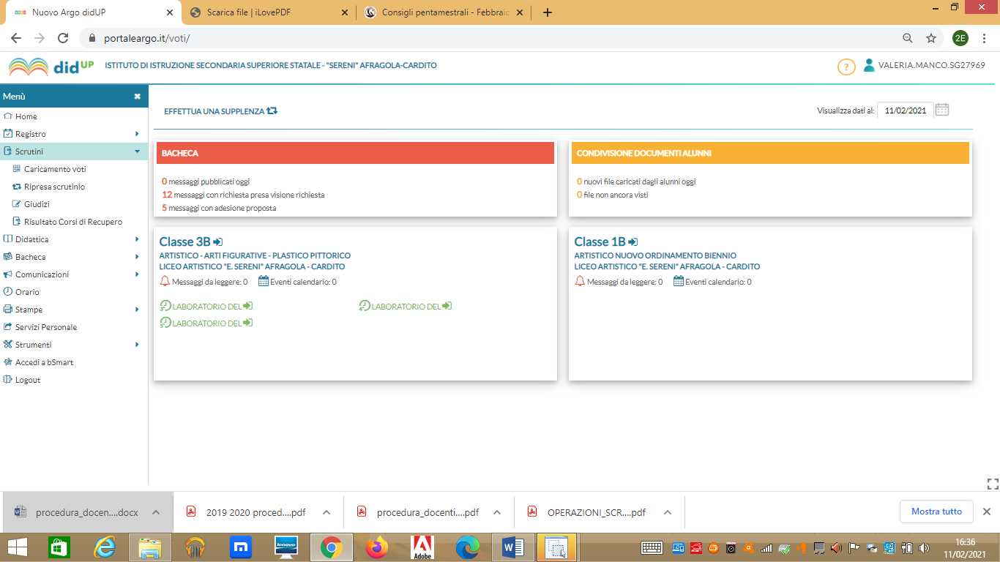 Nuovo Argo didUP
Scarica file | iLovePDF
Consigli pentamestrali - Febbraio
portaleargo.it/voti/
2E
didUP
ISTITUTO DI ISTRUZIONE SECONDARIA SUPERIORE STATALE - "SERENI" AFRAGOLA-CARDITO
?
VALERIA.MANCO.SG27969
Menù
Home
Registro
Scrutini
Caricamento voti
Ripresa scrutinio
Giudizi
Risultato Corsi di Recupero
Didattica
Bacheca
Comunicazioni
Orario
Stampe
Servizi Personale
Strumenti
Accedi a bSmart
Logout
EFFETTUA UNA SUPPLENZA
Visualizza dati al: 11/02/2021
BACHECA
0 messaggi pubblicati oggi
12 messaggi con richiesta presa visione richiesta
5 messaggi con adesione proposta
CONDIVISIONE DOCUMENTI ALUNNI
0 nuovi file caricati dagli alunni oggi
0 file non ancora visti
Classe 3B
ARTISTICO - ARTI FIGURATIVE - PLASTICO PITTORICO
LICEO ARTISTICO "E. SERENI" AFRAGOLA - CARDITO
Messaggi da leggere: 0 Eventi calendario: 0
LABORATORIO DEL
LABORATORIO DEL
LABORATORIO DEL
Classe 1B
ARTISTICO NUOVO ORDINAMENTO BIENNIO
LICEO ARTISTICO "E. SERENI" AFRAGOLA - CARDITO
Messaggi da leggere: 0 Eventi calendario: 0
procedura_docen....docx
2019 2020 proced....pdf
procedura_docenti....pdf
OPERAZIONI_SCR....pdf
Mostra tutto
lenovo
Adobe
16:36
11/02/2021